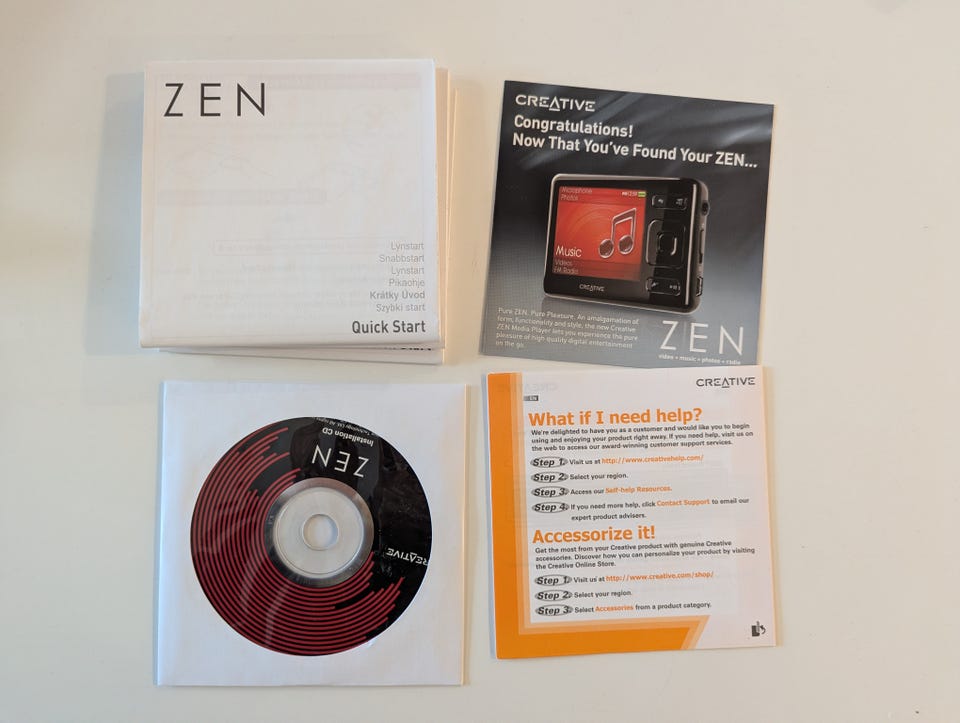 ZEN
Lynstart
Snabbstart
Lynstart
Pikaohje
Krátky Úvod
Szybki start
Quick Start
CREATIVE
Congratulations!
Now That You've Found Your ZEN...
Microphone
Photos
Music
Videos
FM Radio
CREATIVE
Pure ZEN. Pure Pleasure. An amalgamation of
form, functionality and style, the new Creative
ZEN Media Player lets you experience the pure
pleasure of high quality digital entertainment
on the go.
ZEN
video • music • photos • radio
Technology Ltd. All rights
Installation CD
ZEN
CREATIVE
CREATIVE
EN
What if I need help?
We're delighted to have you as a customer and would like you to begin
using and enjoying your product right away. If you need help, visit us on
the web to access our award-winning customer support services.
Step 1. Visit us at http://www.creativehelp.com/
Step 2. Select your region.
Step 3. Access our Self-help Resources.
Step 4. If you need more help, click Contact Support to email our
expert product advisers.
Accessorize it!
Get the most from your Creative product with genuine Creative
accessories. Discover how you can personalize your product by visiting
the Creative Online Store.
Step 1. Visit us at http://www.creative.com/shop/
Step 2. Select your region.
Step 3. Select Accessories from a product category.